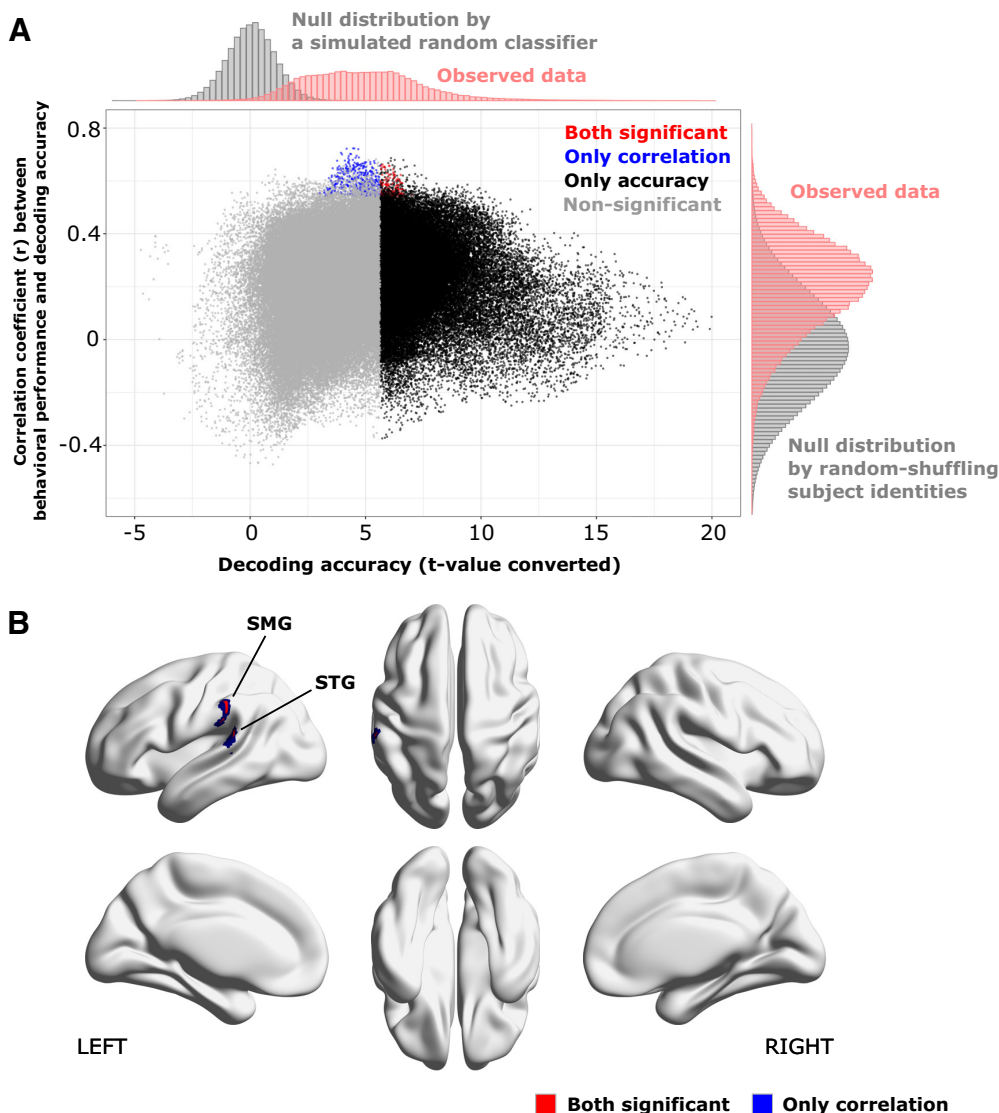 A
Null distribution by
a simulated random classifier
Observed data
Both significant
Only correlation
Only accuracy
Non-significant
Observed data
Null distribution
by random-shuffling
subject identities
Correlation coefficient (r) between
behavioral performance and decoding accuracy
0.8
0.4
0
-0.4
-5
0
5
10
15
20
Decoding accuracy (t-value converted)
B
SMG
STG
LEFT
RIGHT
Both significant
Only correlation